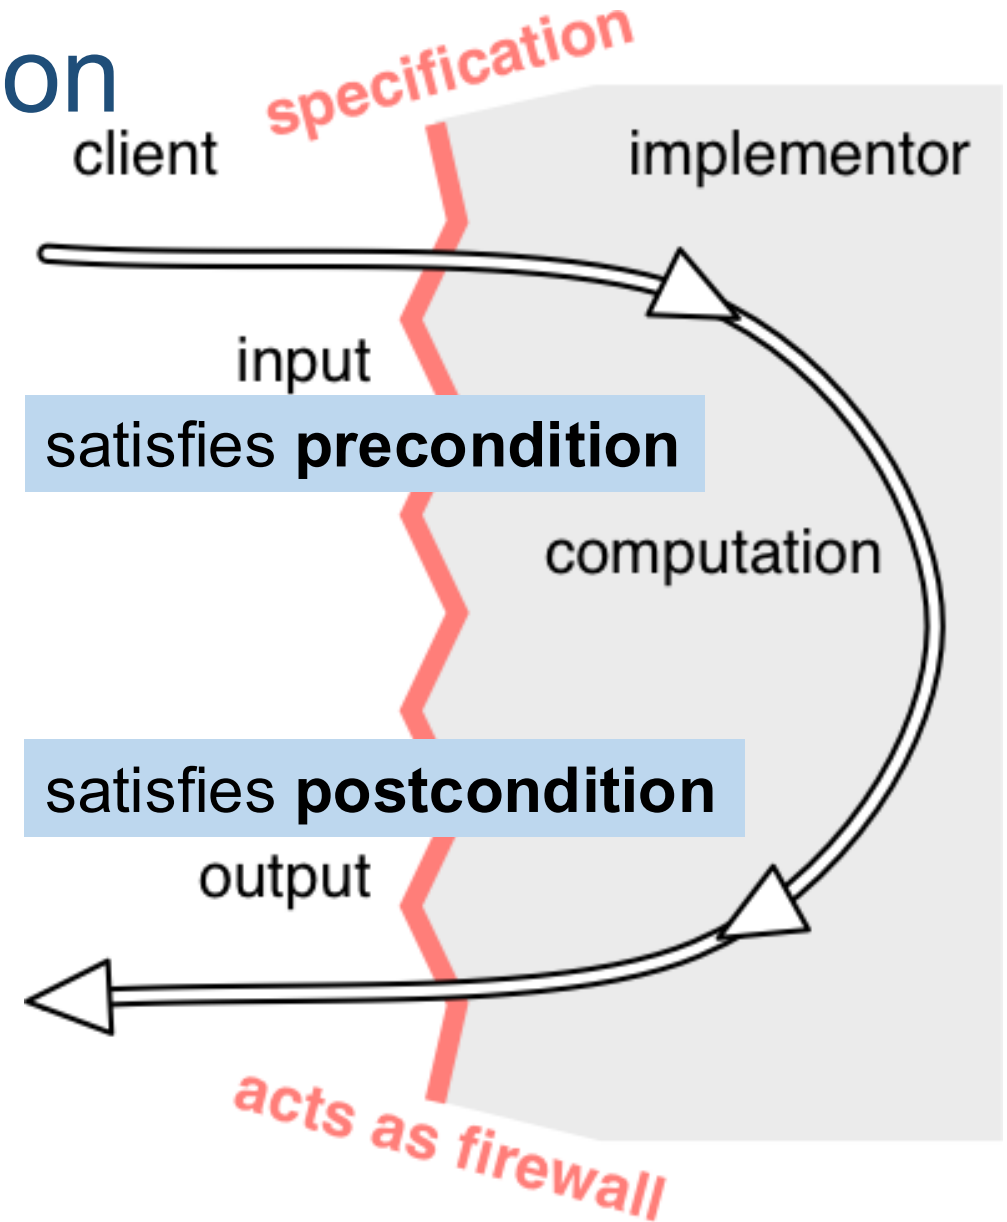 on
specification
client
implementor
input
satisfies precondition
computation
satisfies postcondition
output
acts as firewall